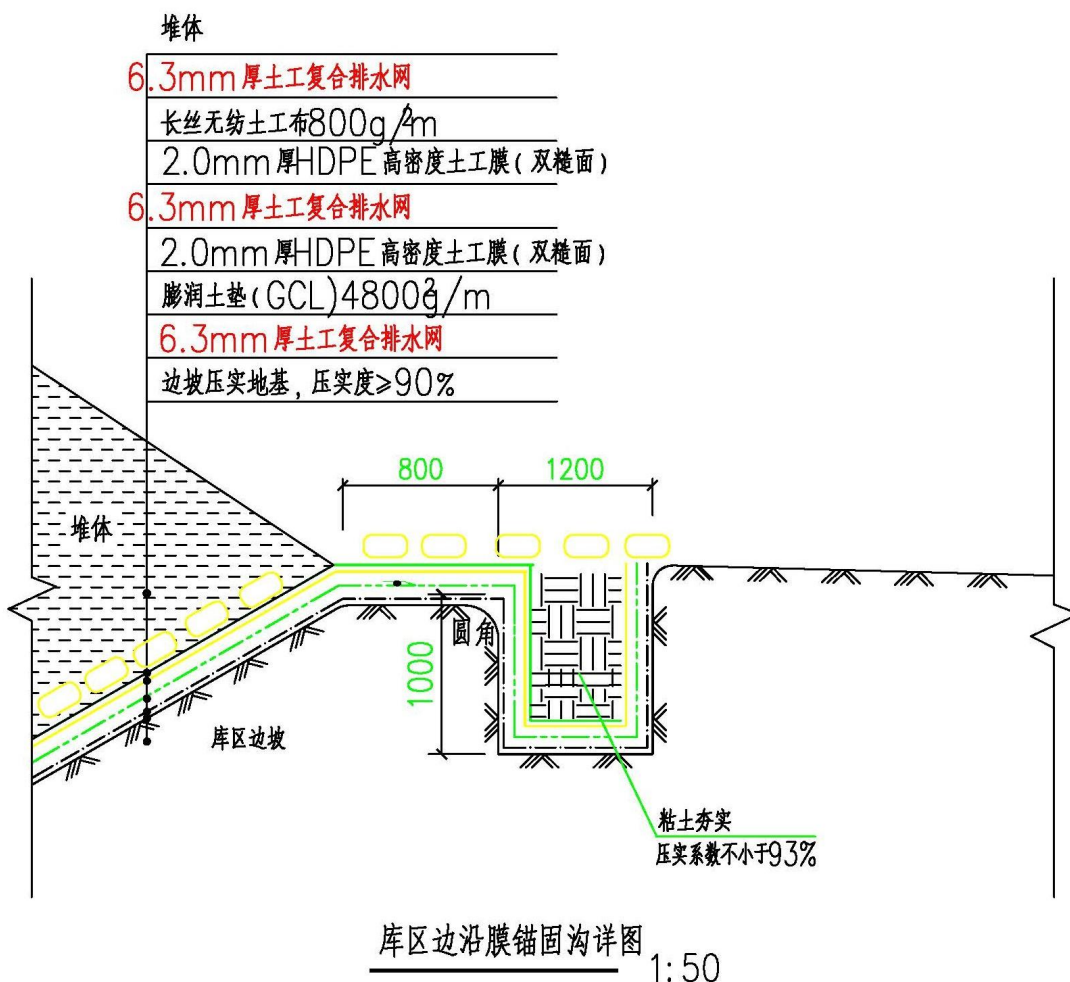 堆体
6.3mm厚土工复合排水网
长丝无纺土工布800g/m²
2.0mm厚HDPE高密度土工膜(双糙面)
6.3mm厚土工复合排水网
2.0mm厚HDPE高密度土工膜(双糙面)
膨润土垫(GCL)4800g/m²
6.3mm厚土工复合排水网
边坡压实地基,压实度≥90%
800
1200
堆体
圆角
1000
库区边坡
粘土夯实
压实系数不小于93%
库区边沿膜锚固沟详图
1:50